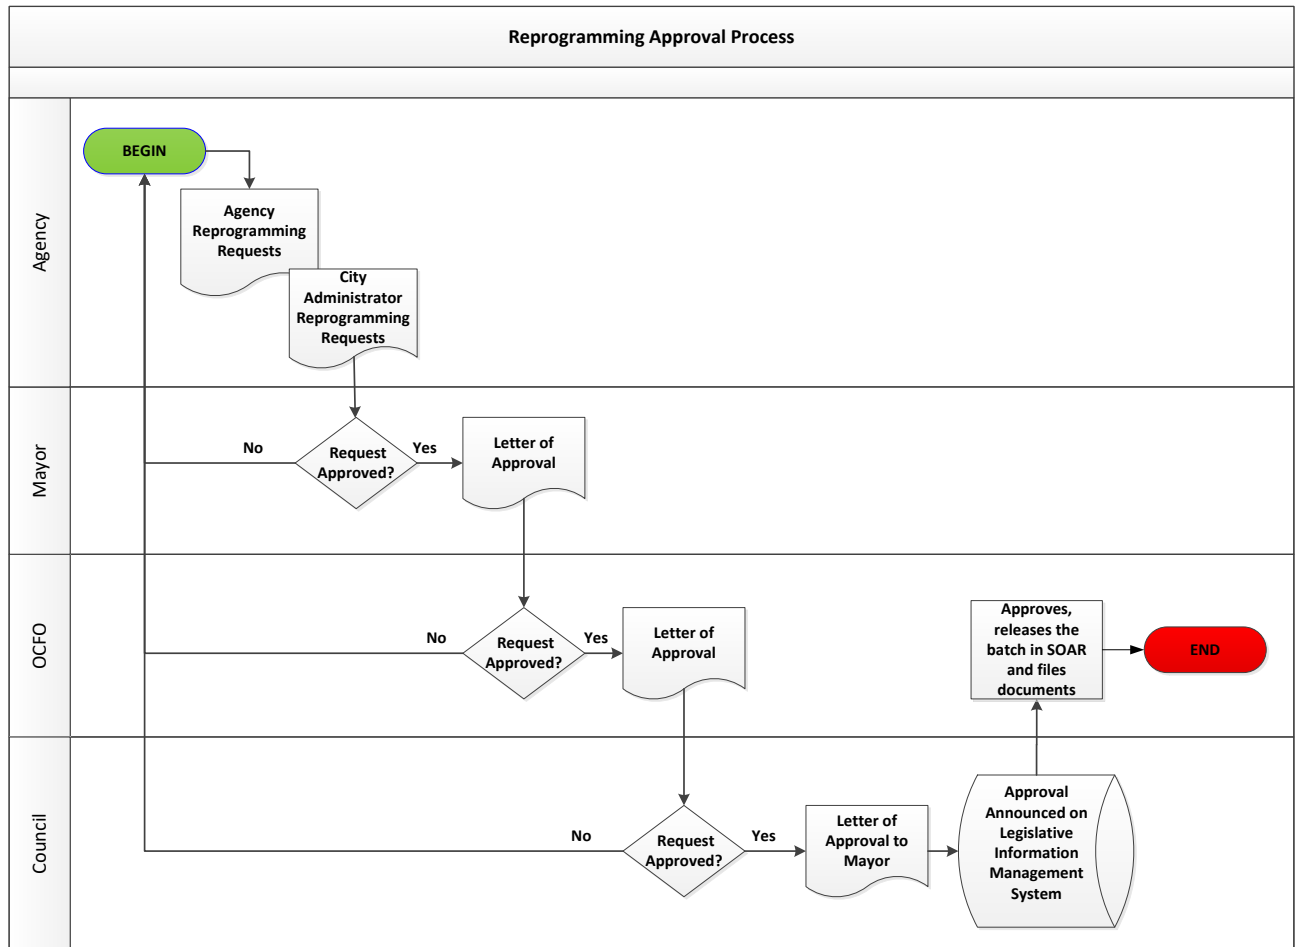 Reprogramming Approval Process
Agency
BEGIN
Agency
Reprogramming
Requests
City
Administrator
Reprogramming
Requests
Mayor
No
Request
Approved?
Yes
Letter of
Approval
OCFO
No
Request
Approved?
Yes
Letter of
Approval
Approves,
releases the
batch in SOAR
and files
documents
END
Council
No
Request
Approved?
Yes
Letter of
Approval to
Mayor
Approval
Announced on
Legislative
Information
Management
System